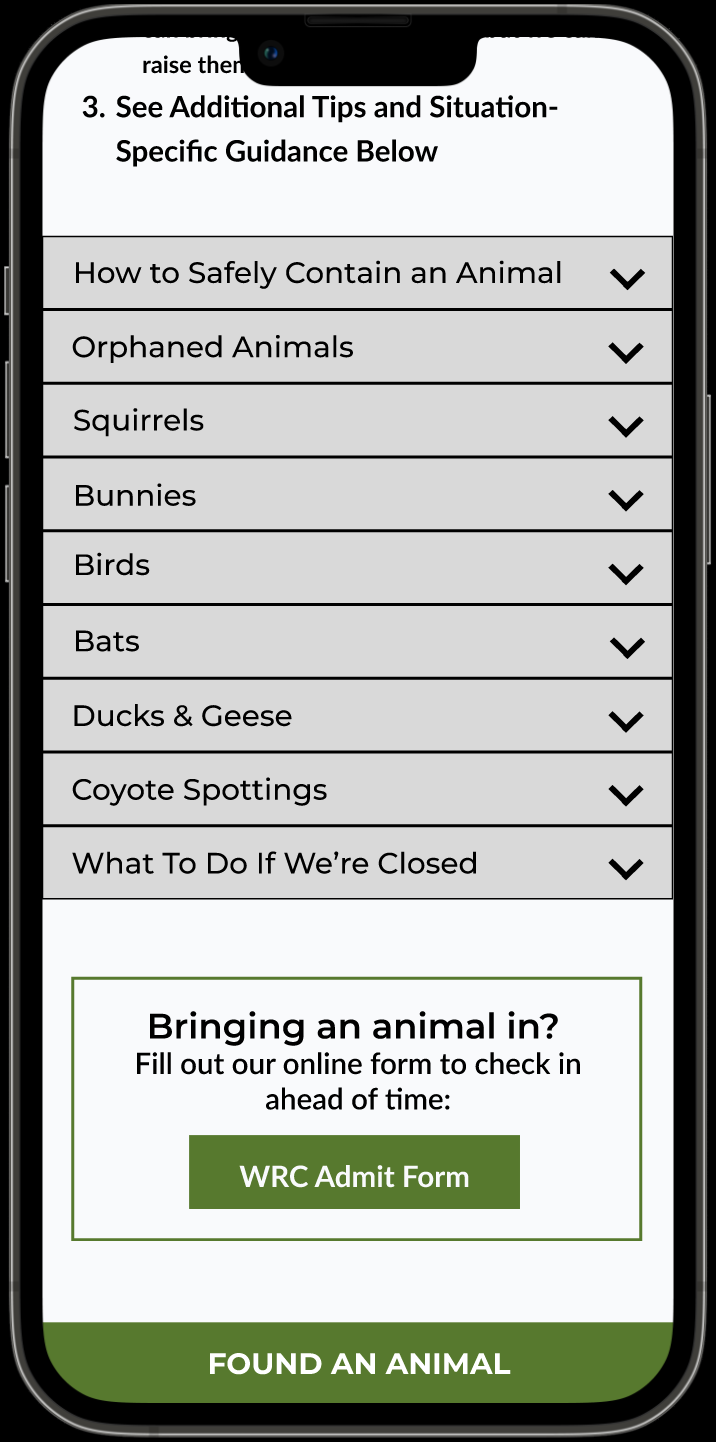 raise then
3. See Additional Tips and Situation-
Specific Guidance Below
How to Safely Contain an Animal
Orphaned Animals
Squirrels
Bunnies
Birds
Bats
Ducks & Geese
Coyote Spottings
What To Do If We’re Closed
Bringing an animal in?
Fill out our online form to check in
ahead of time:
WRC Admit Form
FOUND AN ANIMAL